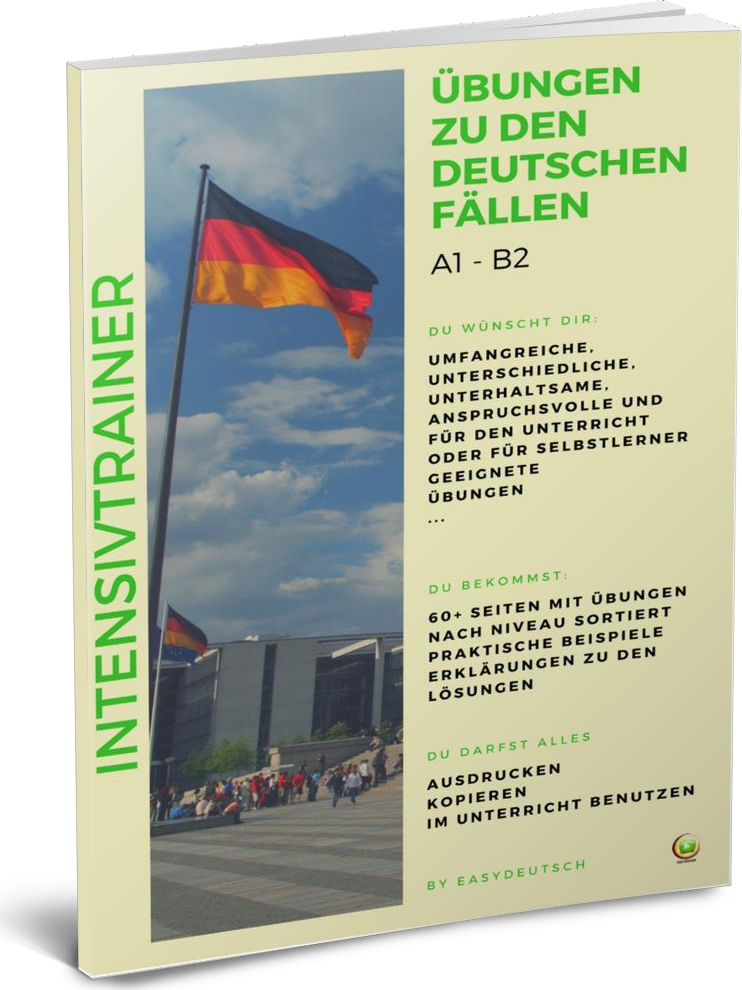 INTENSIVTRAINER
ÜBUNGEN
ZU DEN
DEUTSCHEN
FÄLLEN
A1 - B2
DU WÜNSCHT DIR:
UMFANGREICHE,
UNTERSCHIEDLICHE,
UNTERHALTSAME,
ANSPRUCHSVOLLE UND
FÜR DEN UNTERRICHT
ODER FÜR SELBSTLERNER
GEEIGNETE
ÜBUNGEN
...
DU BEKOMMST:
60+ SEITEN MIT ÜBUNGEN
NACH NIVEAU SORTIERT
PRAKTISCHE BEISPIELE
ERKLÄRUNGEN ZU DEN
LÖSUNGEN
DU DARFST ALLES
AUSDRUCKEN
KOPIEREN
IM UNTERRICHT BENUTZEN
BY EASYDEUTSCH